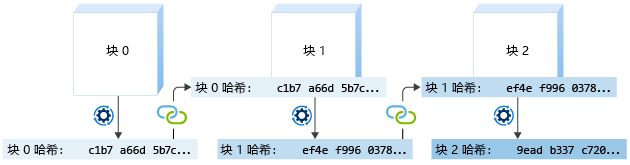 块 0
块 1
块 2
块 0 哈希： c1b7 a66d 5b7c...
块 1 哈希： ef4e f996 0378...
块 0 哈希： c1b7 a66d 5b7c...
块 1 哈希： ef4e f996 0378...
块 2 哈希： 9ead b337 c720...